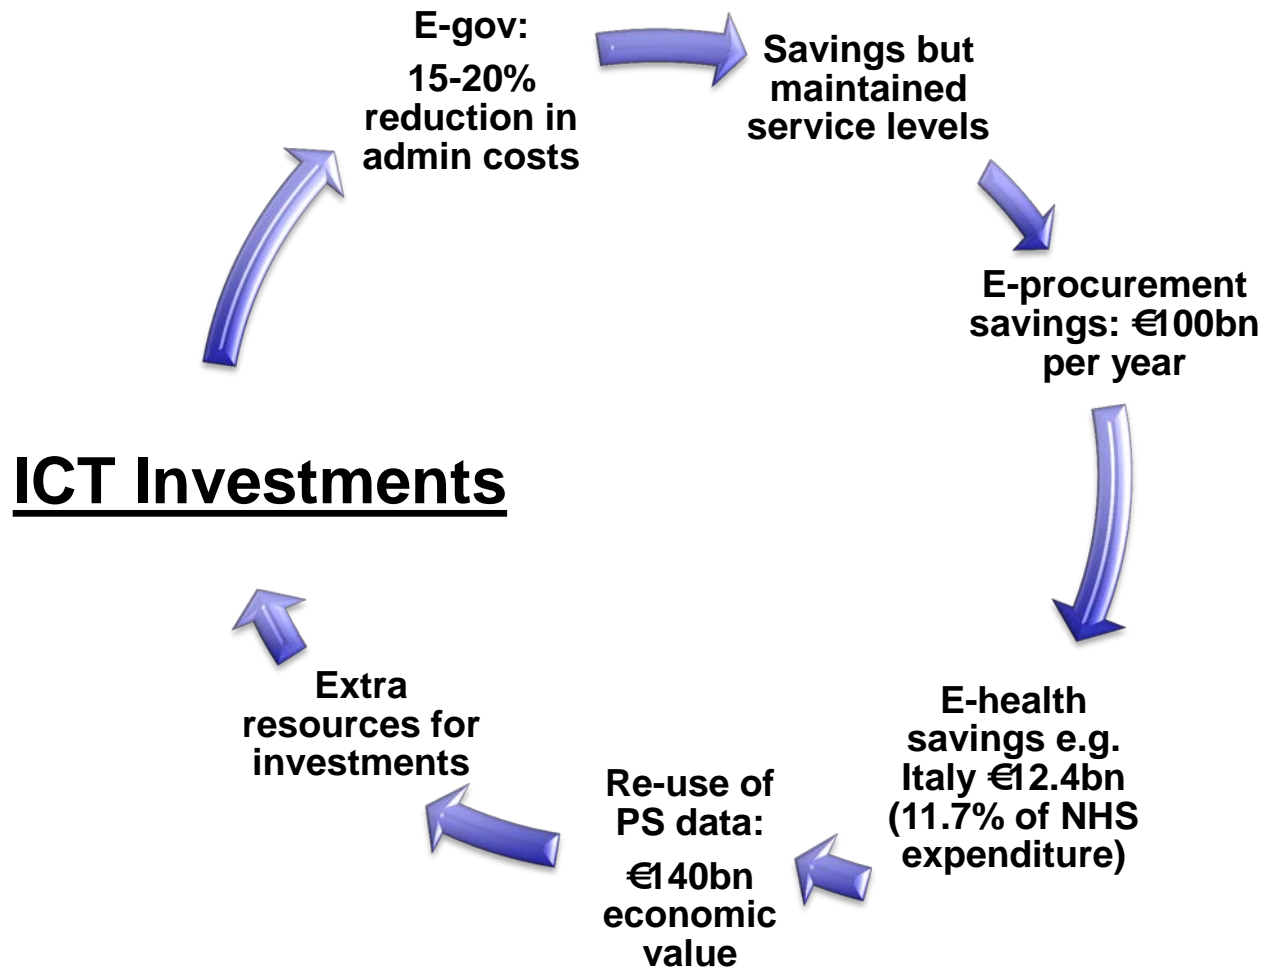 E-gov:
15-20%
reduction in
admin costs
Savings but
maintained
service levels
E-procurement
savings: €100bn
per year
E-health
savings e.g.
Italy €12.4bn
(11.7% of NHS
expenditure)
Re-use of
PS data:
€140bn
economic
value
Extra
resources for
investments
ICT Investments